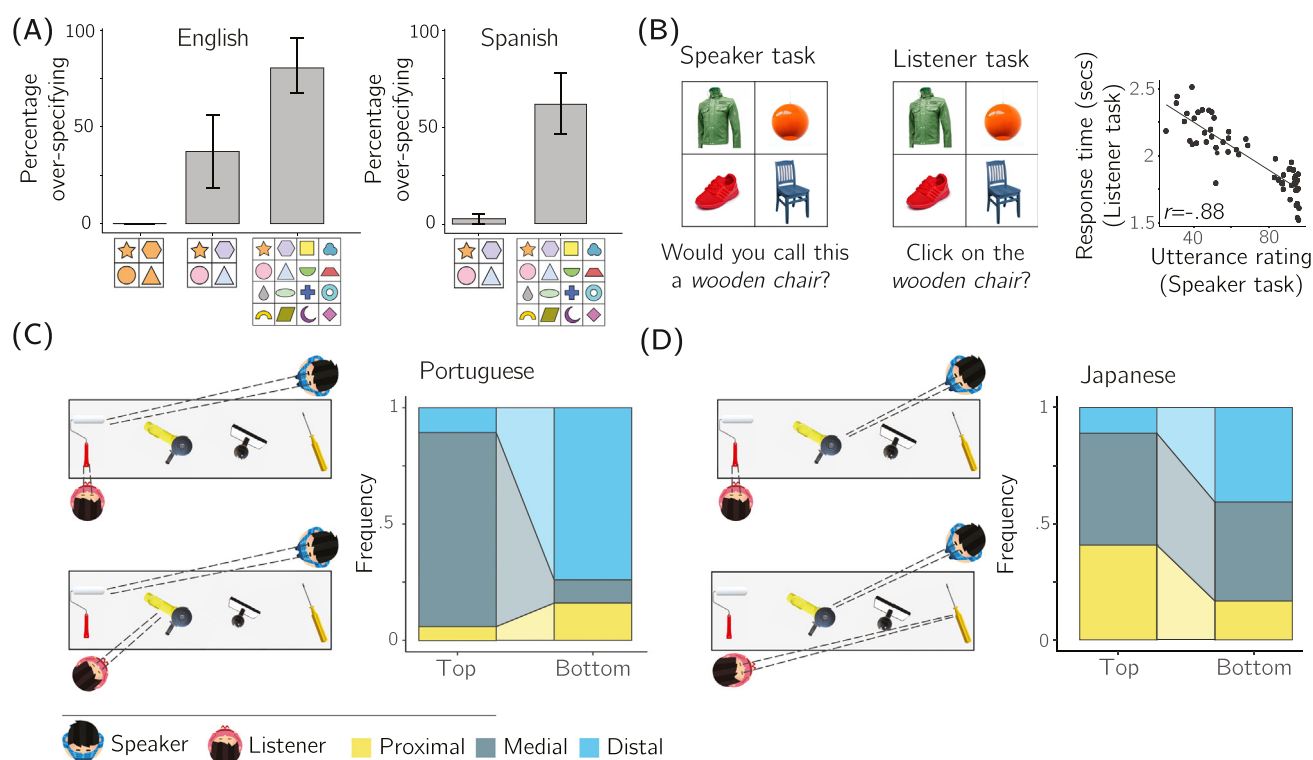 (A)
English
100
50
0
Percentage
over-specifying
Spanish
100
50
0
Percentage
over-specifying
(B)
Speaker task
Would you call this
a wooden chair?
Listener task
Click on the
wooden chair?
Response time (secs)
(Listener task)
2.5
2
1.5
r=-.88
40
80
Utterance rating
(Speaker task)
(C)
Portuguese
1
.5
0
Frequency
Top
Bottom
(D)
Japanese
1
.5
0
Frequency
Top
Bottom
Speaker
Listener
Proximal
Medial
Distal